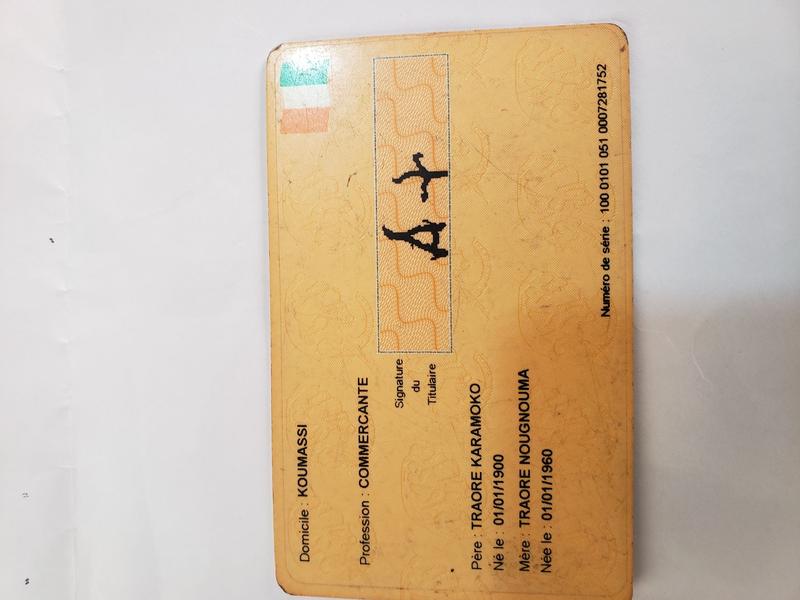 Domicile : KOUMASSI
Profession : COMMERCANTE
Signature
du
Titulaire
A +
Père : TRAORE KARAMOKO
Né le : 01/01/1900
Mère : TRAORE NOUGNOUMA
Née le : 01/01/1960
Numéro de série : 100 0101 051 0007281752